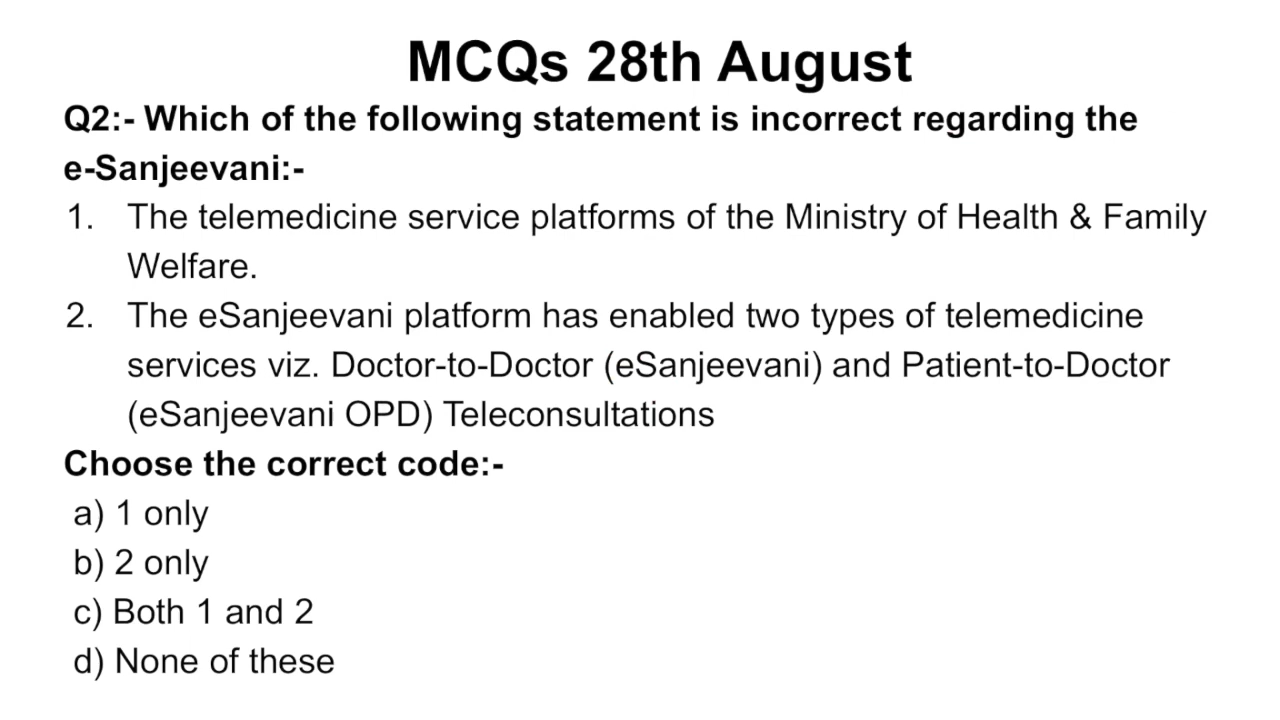 MCQs 28th August
Q2:- Which of the following statement is incorrect regarding the
e-Sanjeevani:-
1. The telemedicine service platforms of the Ministry of Health & Family
Welfare.
2. The eSanjeevani platform has enabled two types of telemedicine
services viz. Doctor-to-Doctor (eSanjeevani) and Patient-to-Doctor
(eSanjeevani OPD) Teleconsultations
Choose the correct code:-
a) 1 only
b) 2 only
c) Both 1 and 2
d) None of these